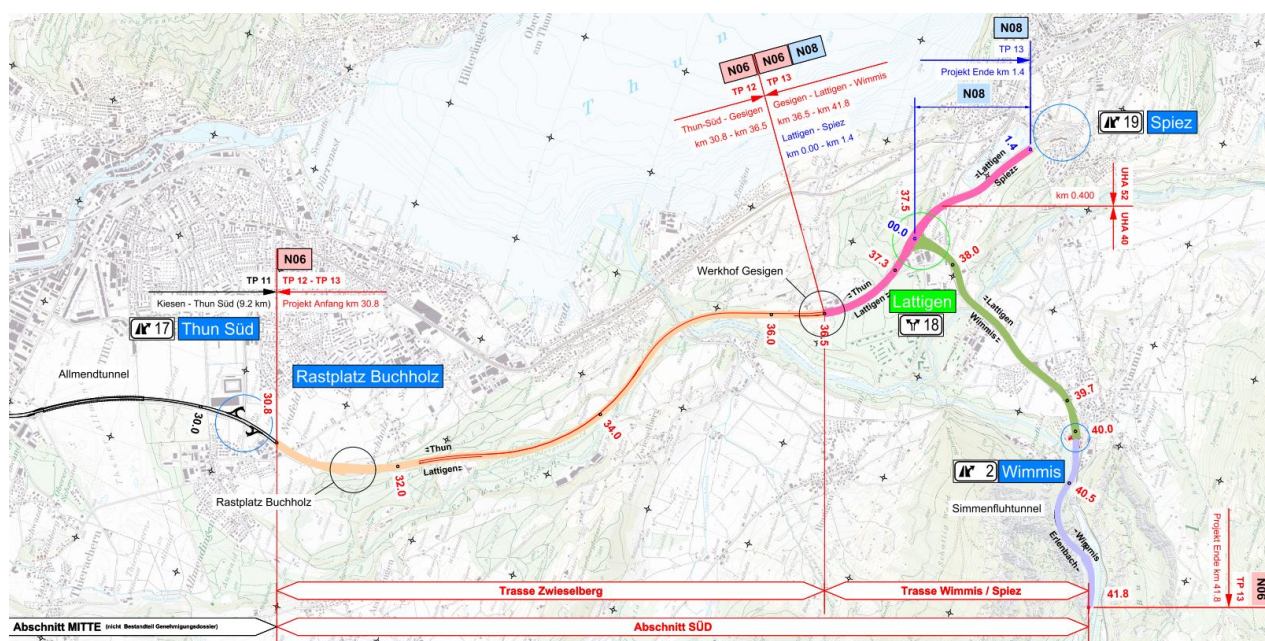 N08
TP 13
Projekt Ende km 1.4
N08
N06 N06 N08
TP 12 TP 13
Thun-Süd - Gesigen
km 30.8 - km 36.5
Gesigen - Lattigen - Wimmis
km 36.5 - km 41.8
Lattigen - Spiez
km 0.00 - km 1.4
19 Spiez
1.4
=Lattigen
Spiez=
UHA 52
km 0.400
UHA 40
37.5
00.0
38.0
37.3
Werkhof Gesigen
=Thun
Lattigen=
Lattigen
18
=Lattigen
Wimmis=
N06
TP 11 TP 12 - TP 13
Kiesen - Thun Süd (9.2 km) Projekt Anfang km 30.8
17 Thun Süd
36.0
36.5
Allmendtunnel
Rastplatz Buchholz
30.8
30.0
34.0
39.7
40.0
=Thun
Lattigen=
32.0
Rastplatz Buchholz
2 Wimmis
40.5
Simmenfluhtunnel
=Wimmis
Erlenbach=
Projekt Ende km 41.8
TP 13
N06
41.8
Trasse Zwieselberg
Trasse Wimmis / Spiez
Abschnitt MITTE (nicht Bestandteil Genehmigungsdossier)
Abschnitt SÜD
T h u n
Hilterfingen
THUN
Allmendingen
Thierachern